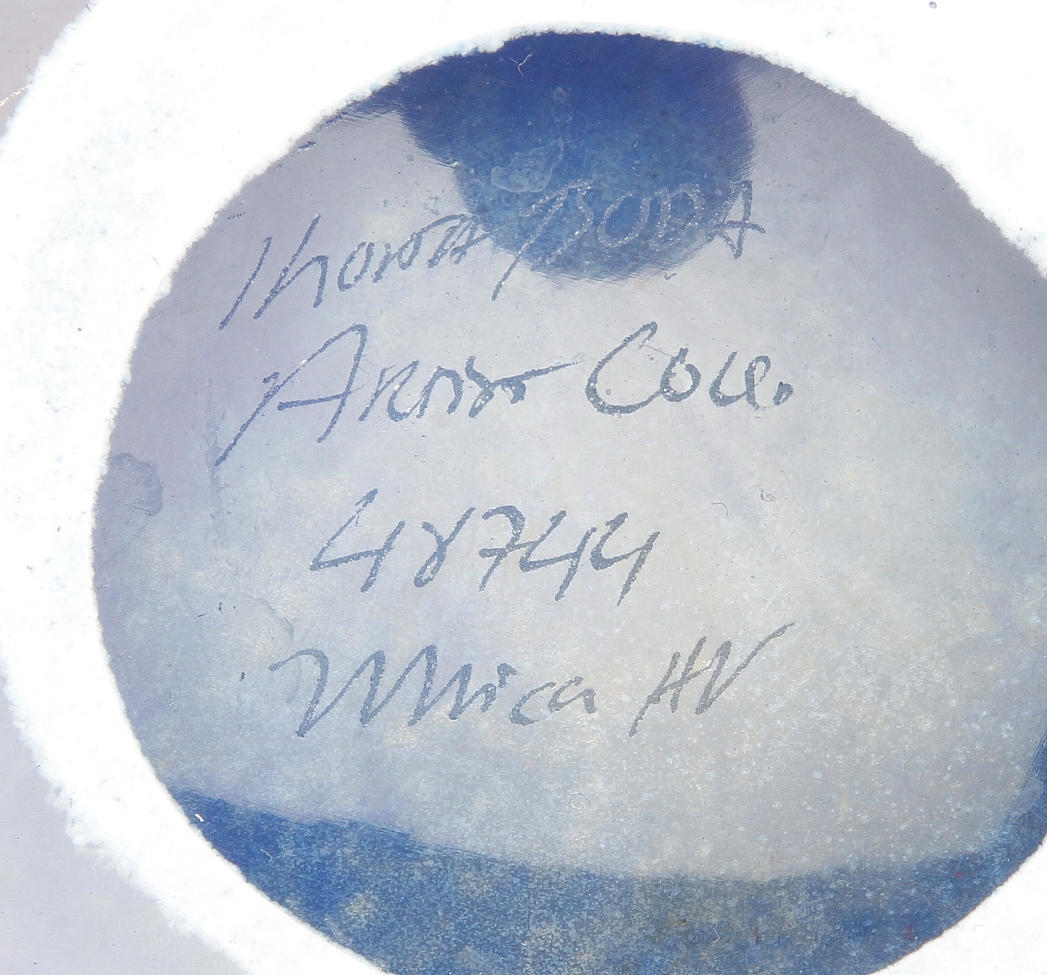 KOSTA BODA
Artist Coll.
48744
Ulrica HV